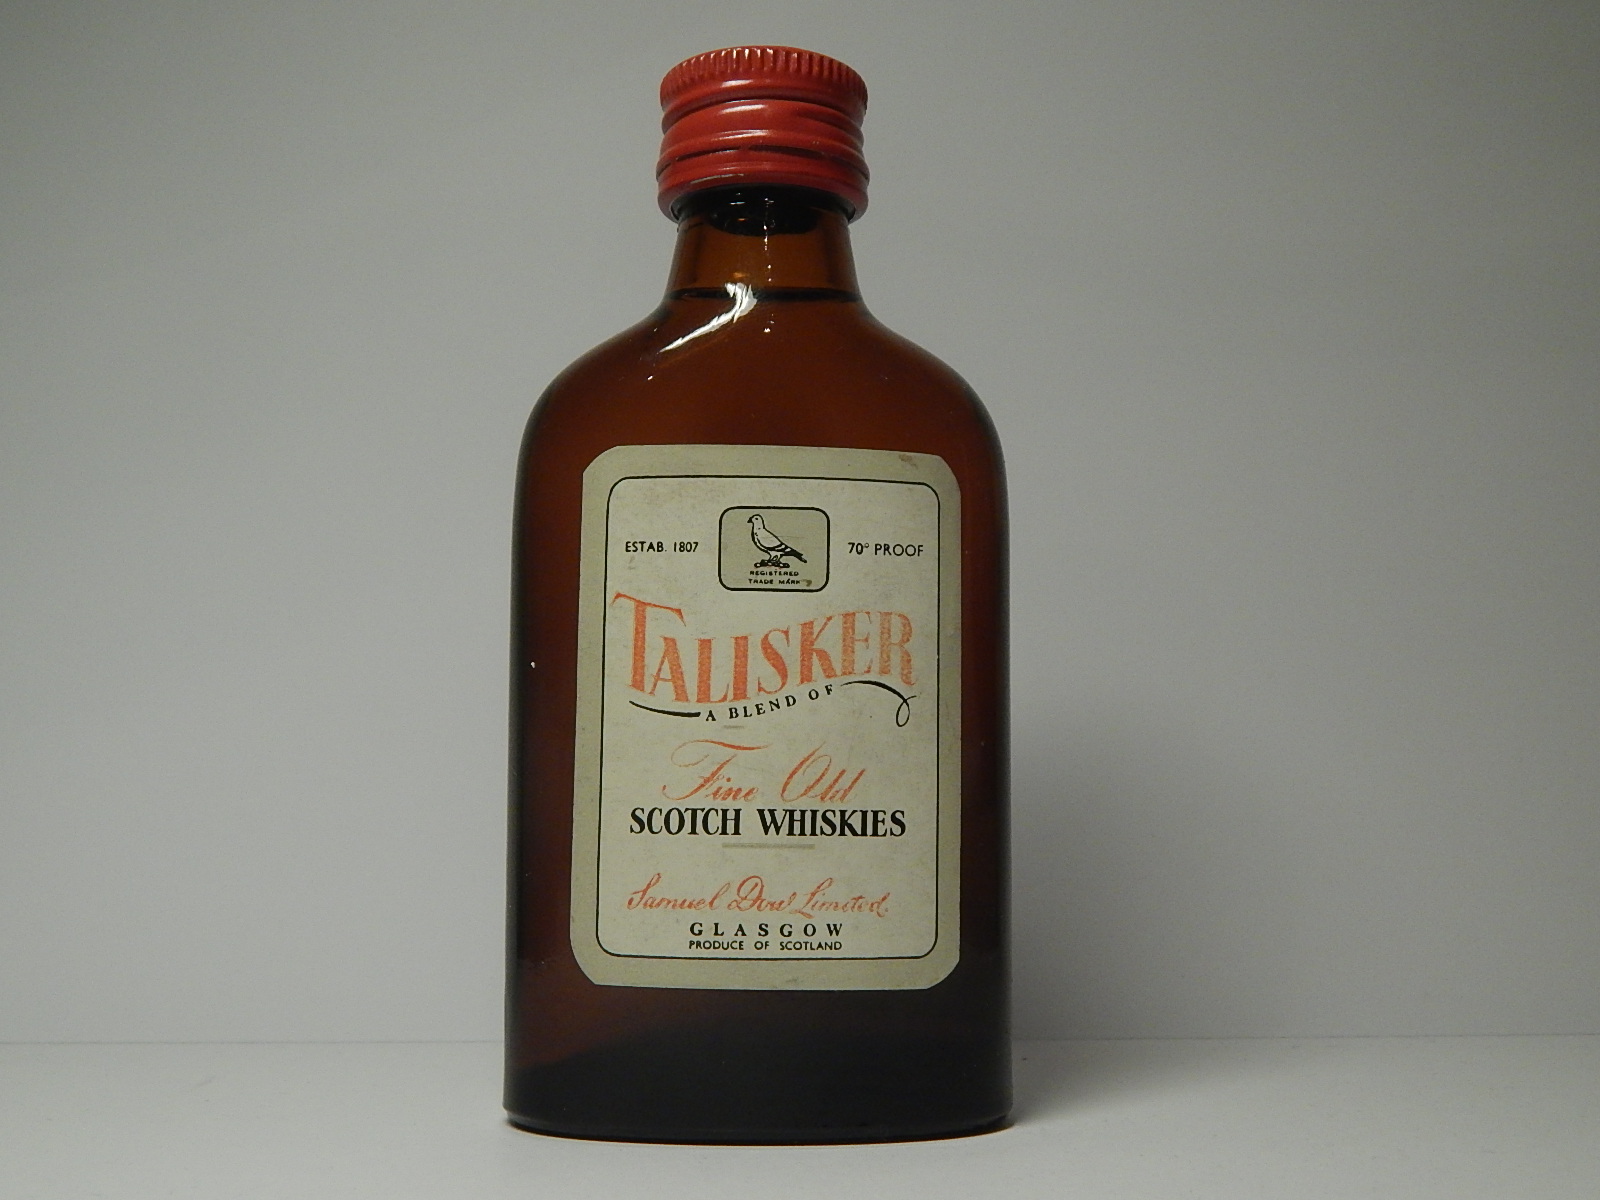 ESTAB. 1807
70° PROOF
REGISTERED
TRADE MARK
TALISKER
A BLEND OF
Fine Old
SCOTCH WHISKIES
Samuel Dow Limited.
GLASGOW
PRODUCE OF SCOTLAND